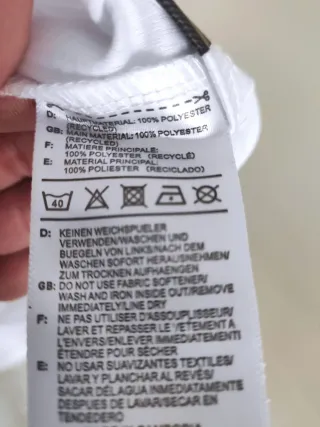 D: HAUPTMATERIAL: 100% POLYESTER
(RECYCLED)
GB: MAIN MATERIAL: 100% POLYESTER
(RECYCLED)
F: MATIERE PRINCIPALE:
100% POLYESTER (RECYCLÉ)
E: MATERIAL PRINCIPAL:
100% POLIESTER (RECICLADO)
40
D: KEINEN WEICHSPUELER
VERWENDEN/WASCHEN UND
BUEGELN VON LINKS/NACH DEM
WASCHEN SOFORT HERAUSNEHMEN/
ZUM TROCKNEN AUFHAENGEN
GB: DO NOT USE FABRIC SOFTENER/
WASH AND IRON INSIDE OUT/REMOVE
IMMEDIATELY/LINE DRY
F: NE PAS UTILISER D'ASSOUPLISSEUR/
LAVER ET REPASSER LE VETEMENT A
L'ENVERS/ENLEVER IMMEDIATEMENT/
ÉTENDRE POUR SÉCHER
E: NO USAR SUAVIZANTES TEXTILES/
LAVAR Y PLANCHAR AL REVÉS/
SACAR DEL AGUA INMEDIATAMENTE
DESPUES DE LAVAR/SECAR EN
TENDEDERO